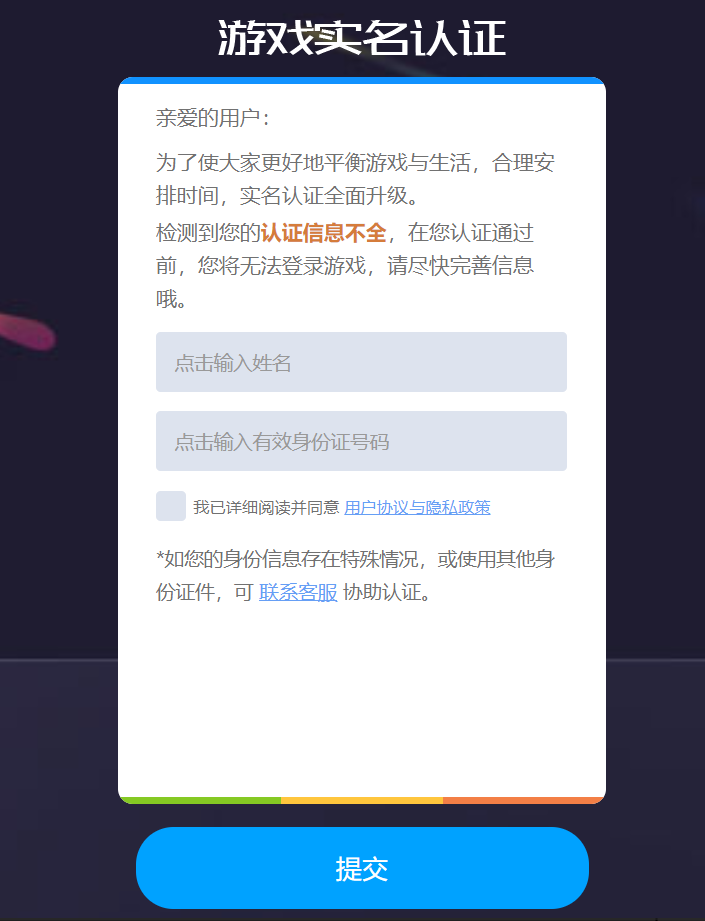 游戏实名认证
亲爱的用户：
为了使大家更好地平衡游戏与生活，合理安
排时间，实名认证全面升级。
检测到您的认证信息不全，在您认证通过
前，您将无法登录游戏，请尽快完善信息
哦。
点击输入姓名
点击输入有效身份证号码
我已详细阅读并同意 用户协议与隐私政策
*如您的身份信息存在特殊情况，或使用其他身
份证件，可 联系客服 协助认证。
提交